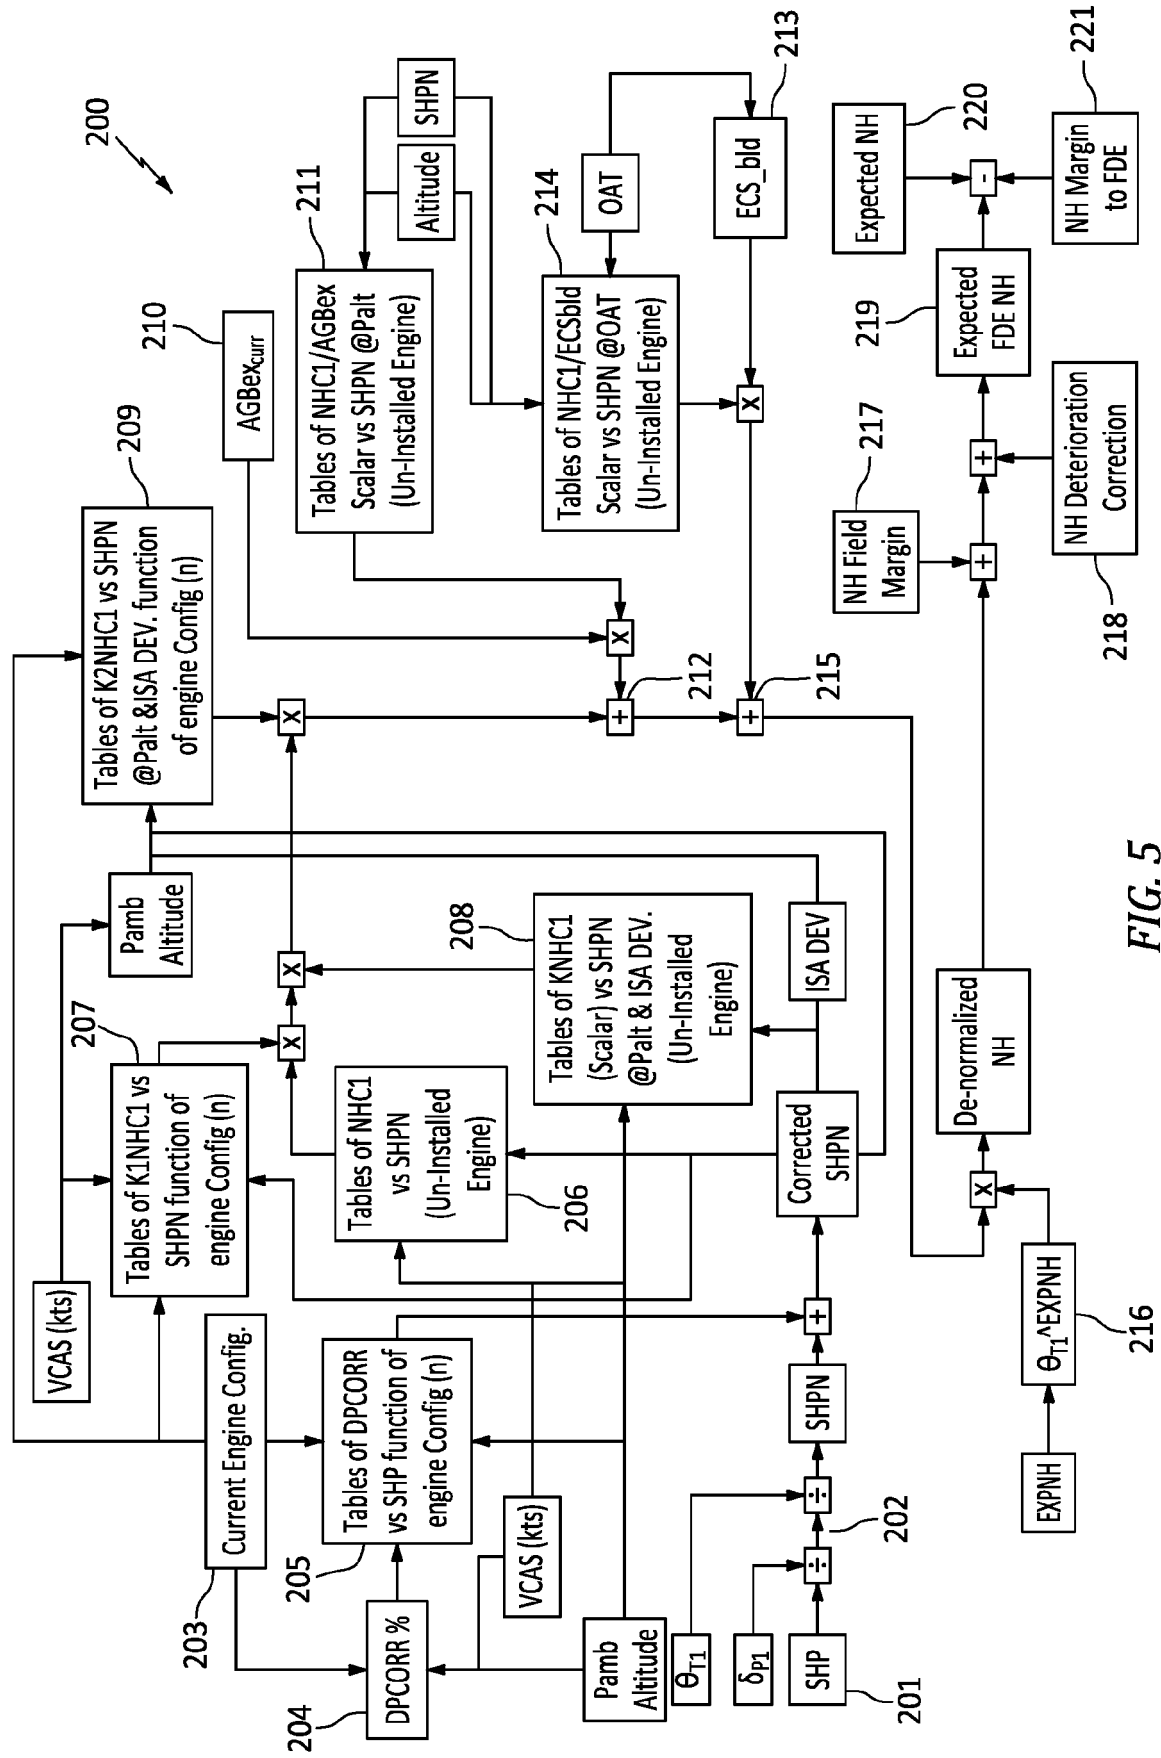 200
203
Current Engine Config.
204
DPCORR %
205
Tables of DPCORR
vs SHP function of
engine Config (n)
VCAS (kts)
VCAS (kts)
207
Tables of K1NHC1 vs
SHPN function of
engine Config (n)
Pamb
Altitude
209
Tables of K2NHC1 vs SHPN
@Palt &ISA DEV. function
of engine Config (n)
210
AGBexcurr
211
Tables of NHC1/AGBex
Scalar vs SHPN @Palt
(Un-Installed Engine)
Altitude
SHPN
x
x
x
x
+
212
Tables of NHC1
vs SHPN
(Un-Installed
Engine)
206
208
Tables of KNHC1
(Scalar) vs SHPN
@Palt & ISA DEV.
(Un-Installed
Engine)
214
Tables of NHC1/ECSbld
Scalar vs SHPN @OAT
(Un-Installed Engine)
OAT
ECS_bld
213
x
+
215
Pamb
Altitude
θT1
δP1
SHP
201
÷
202
÷
SHPN
+
Corrected
SHPN
ISA DEV
EXPNH
θT1^EXPNH
216
x
De-normalized
NH
217
NH Field
Margin
+
+
NH Deterioration
Correction
218
219
Expected
FDE NH
Expected NH
220
-
NH Margin
to FDE
221
FIG. 5